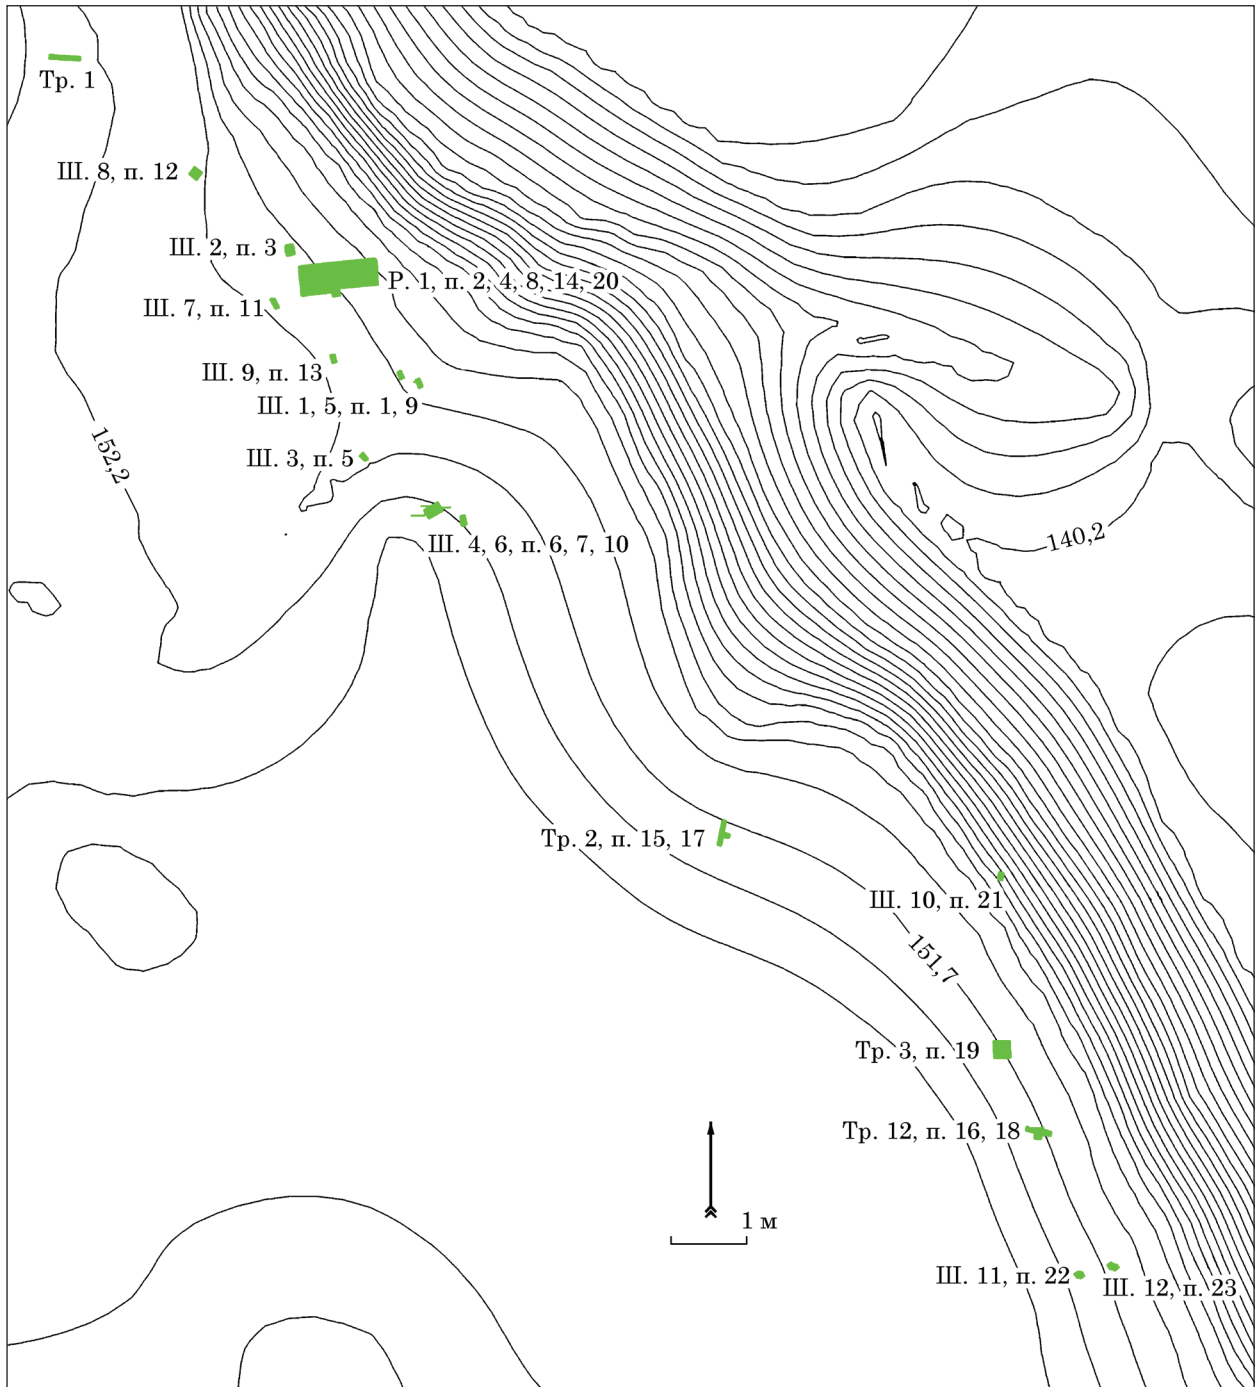 Тр. 1
Ш. 8, п. 12
Ш. 2, п. 3
Р. 1, п. 2, 4, 8, 14, 20
Ш. 7, п. 11
Ш. 9, п. 13
Ш. 1, 5, п. 1, 9
152,2
Ш. 3, п. 5
Ш. 4, 6, п. 6, 7, 10
140,2
Тр. 2, п. 15, 17
Ш. 10, п. 21
151,7
Тр. 3, п. 19
Тр. 12, п. 16, 18
1 м
Ш. 11, п. 22
Ш. 12, п. 23